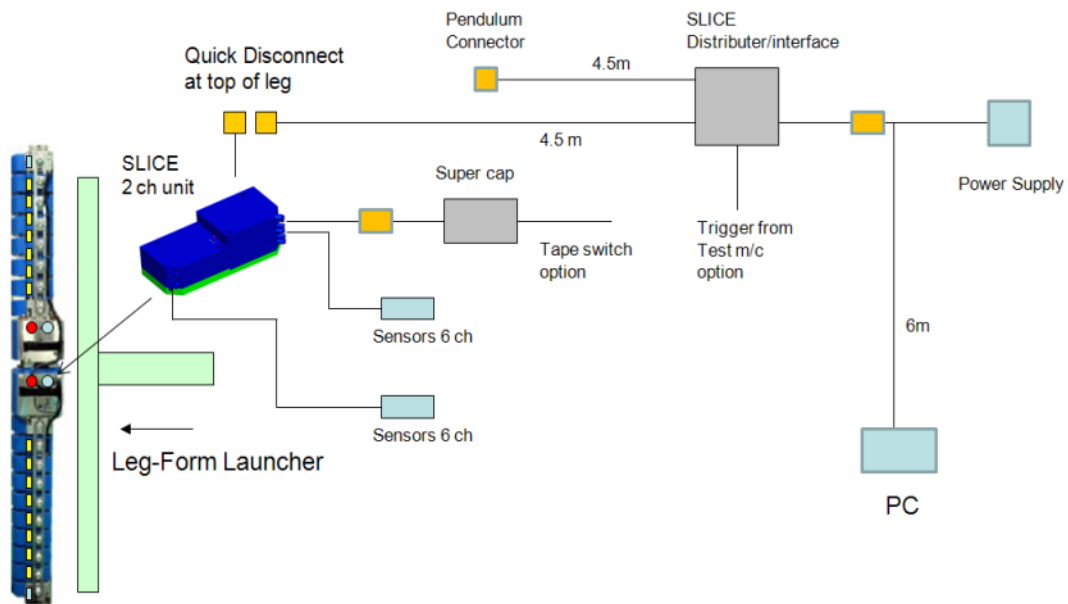 Pendulum
Connector
SLICE
Distributer/interface
Quick Disconnect
at top of leg
4.5m
4.5 m
SLICE
2 ch unit
Super cap
Power Supply
Tape switch
option
Trigger from
Test m/c
option
Sensors 6 ch
6m
Sensors 6 ch
Leg-Form Launcher
PC